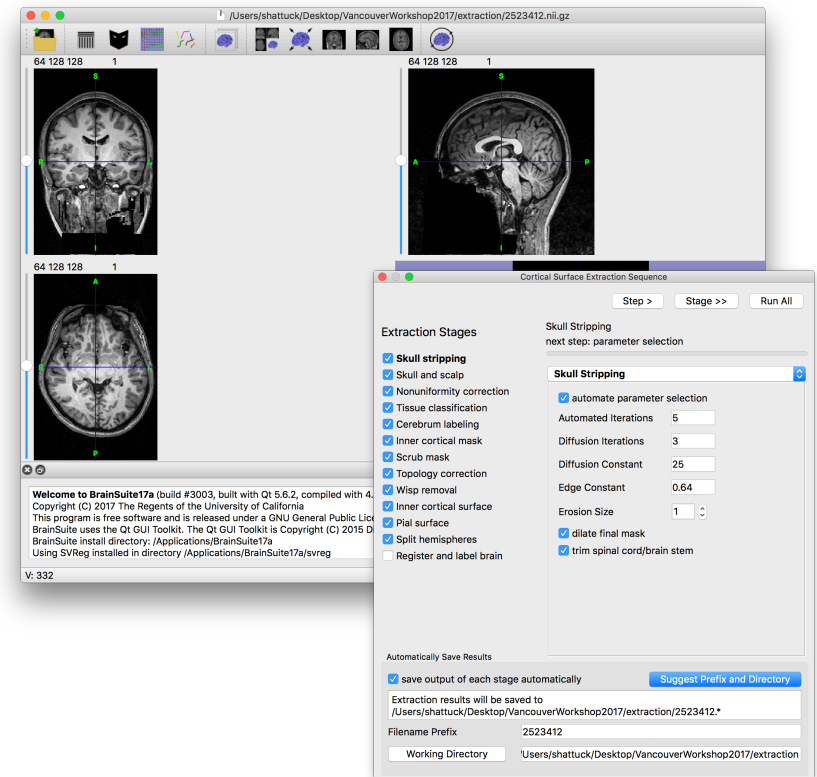 /Users/shattuck/Desktop/VancouverWorkshop2017/extraction/2523412.nii.gz
64 128 128 1
S
R
L
I
64 128 128 1
S
A
P
I
64 128 128 1
A
R
L
P
Welcome to BrainSuite17a (build #3003, built with Qt 5.6.2, compiled with 4.
Copyright (C) 2017 The Regents of the University of California
This program is free software and is released under a GNU General Public Lice
BrainSuite uses the Qt GUI Toolkit. The Qt GUI Toolkit is Copyright (C) 2015 D
BrainSuite install directory: /Applications/BrainSuite17a
Using SVReg installed in directory /Applications/BrainSuite17a/svreg
V: 332
Cortical Surface Extraction Sequence
Step > Stage >> Run All
Extraction Stages
Skull stripping
Skull and scalp
Nonuniformity correction
Tissue classification
Cerebrum labeling
Inner cortical mask
Scrub mask
Topology correction
Wisp removal
Inner cortical surface
Pial surface
Split hemispheres
Register and label brain
Skull Stripping
next step: parameter selection
Skull Stripping
automate parameter selection
Automated Iterations 5
Diffusion Iterations 3
Diffusion Constant 25
Edge Constant 0.64
Erosion Size 1
dilate final mask
trim spinal cord/brain stem
Automatically Save Results
save output of each stage automatically
Suggest Prefix and Directory
Extraction results will be saved to
/Users/shattuck/Desktop/VancouverWorkshop2017/extraction/2523412.*
Filename Prefix 2523412
Working Directory /Users/shattuck/Desktop/VancouverWorkshop2017/extraction